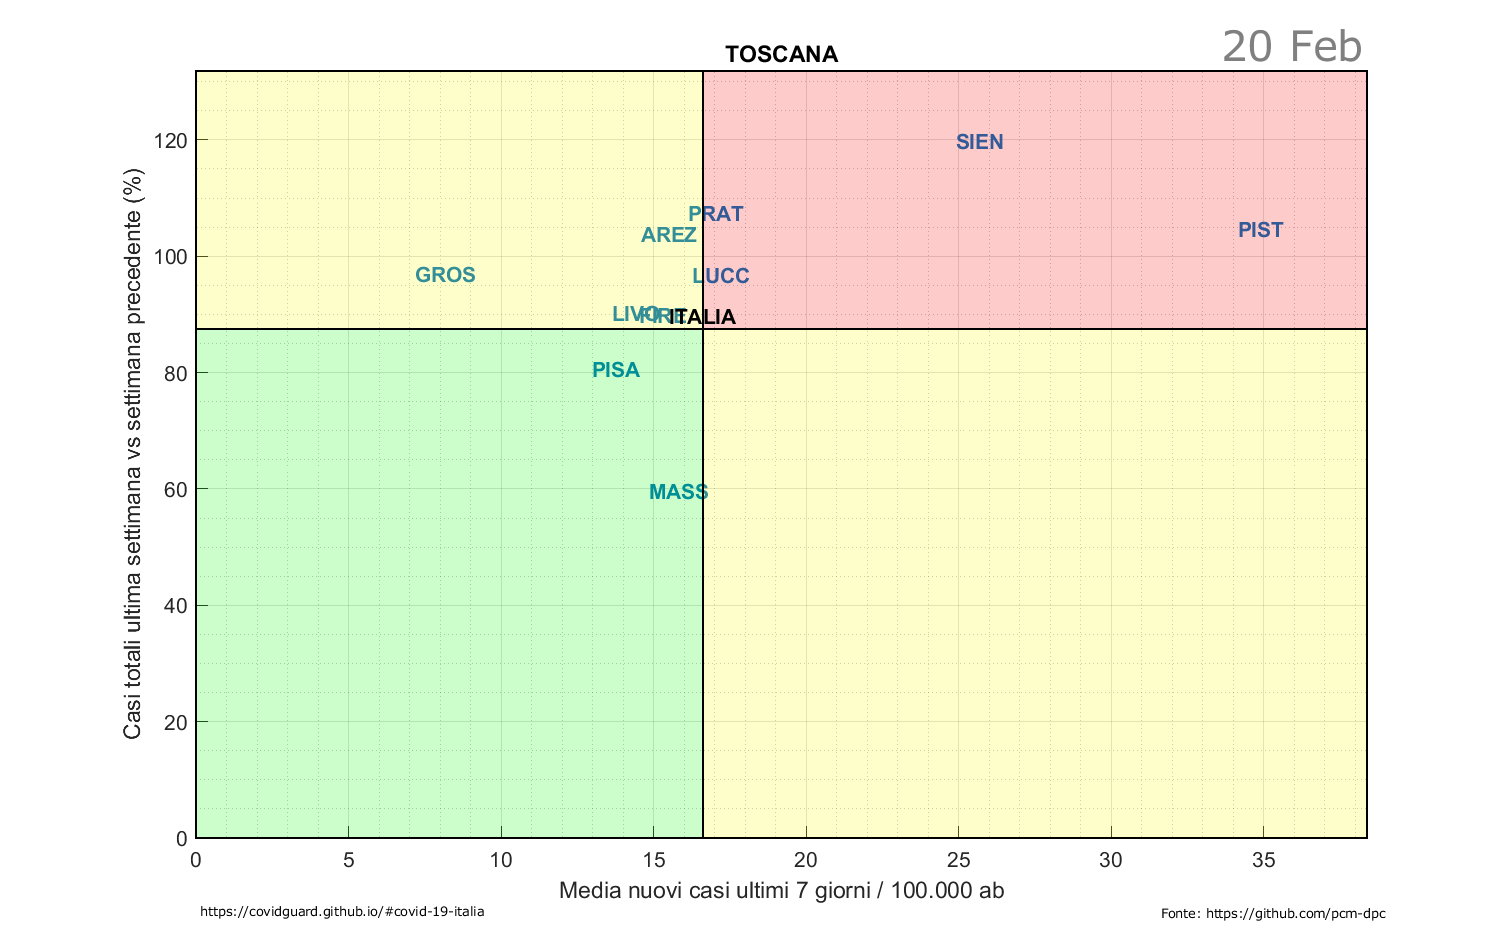 20 Feb
TOSCANA
Casi totali ultima settimana vs settimana precedente (%)
120
100
80
60
40
20
0
SIEN
PRAT
PIST
AREZ
GROS
LUCC
LIVO
FIRE
ITALIA
PISA
MASS
0 5 10 15 20 25 30 35
Media nuovi casi ultimi 7 giorni / 100.000 ab
https://covidguard.github.io/#covid-19-italia
Fonte: https://github.com/pcm-dpc